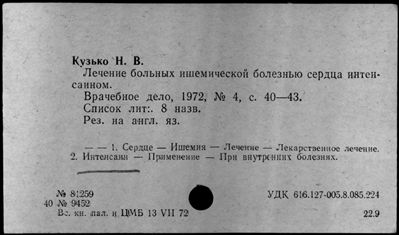 Кузько Н. В.
Лечение больных ишемической болезнью сердца интен-
саином.
Врачебное дело, 1972, № 4, с. 40—43.
Список лит.: 8 назв.
Рез. на англ. яз.
— — 1. Сердце — Ишемия — Лечение — Лекарственное лечение.
2. Интенсаин — Применение — При внутренних болезнях.
№ 81259 УДК 616.127-005.8.085.224
40 № 9452
Вс. кн. пал. и ЦМБ 13 VII 72 22.9